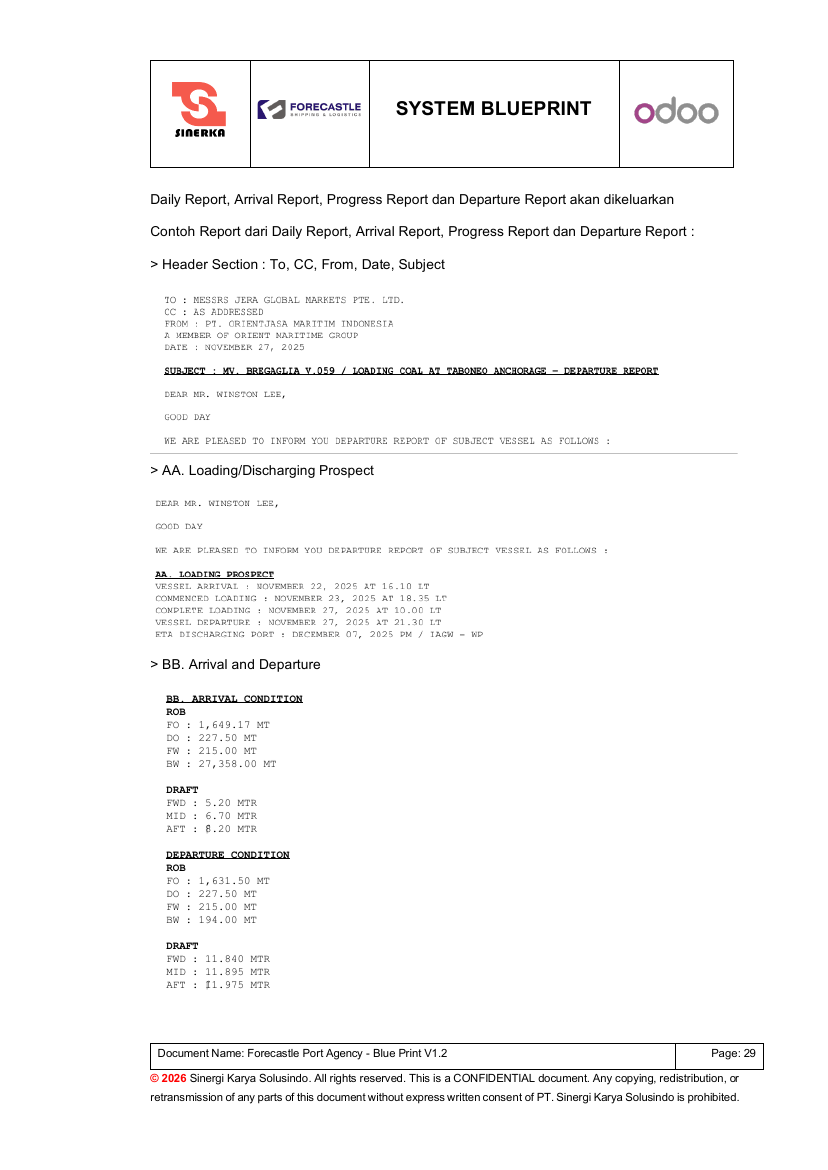 SINERKA
FORECASTLE
SHIPPING & LOGISTICS
SYSTEM BLUEPRINT
odoo
Daily Report, Arrival Report, Progress Report dan Departure Report akan dikeluarkan
Contoh Report dari Daily Report, Arrival Report, Progress Report dan Departure Report :
> Header Section : To, CC, From, Date, Subject
TO : MESSRS JERA GLOBAL MARKETS PTE. LTD.
CC : AS ADDRESSED
FROM : PT. ORIENTJASA MARITIM INDONESIA
A MEMBER OF ORIENT MARITIME GROUP
DATE : NOVEMBER 27, 2025
SUBJECT : MV. BREGAGLIA V.059 / LOADING COAL AT TABONEO ANCHORAGE – DEPARTURE REPORT
DEAR MR. WINSTON LEE,
GOOD DAY
WE ARE PLEASED TO INFORM YOU DEPARTURE REPORT OF SUBJECT VESSEL AS FOLLOWS :
> AA. Loading/Discharging Prospect
DEAR MR. WINSTON LEE,
GOOD DAY
WE ARE PLEASED TO INFORM YOU DEPARTURE REPORT OF SUBJECT VESSEL AS FOLLOWS :
AA. LOADING PROSPECT
VESSEL ARRIVAL : NOVEMBER 22, 2025 AT 16.10 LT
COMMENCED LOADING : NOVEMBER 23, 2025 AT 18.35 LT
COMPLETE LOADING : NOVEMBER 27, 2025 AT 10.00 LT
VESSEL DEPARTURE : NOVEMBER 27, 2025 AT 21.30 LT
ETA DISCHARGING PORT : DECEMBER 07, 2025 PM / IAGW – WP
> BB. Arrival and Departure
BB. ARRIVAL CONDITION
ROB
FO : 1,649.17 MT
DO : 227.50 MT
FW : 215.00 MT
BW : 27,358.00 MT
DRAFT
FWD : 5.20 MTR
MID : 6.70 MTR
AFT : 8.20 MTR
DEPARTURE CONDITION
ROB
FO : 1,631.50 MT
DO : 227.50 MT
FW : 215.00 MT
BW : 194.00 MT
DRAFT
FWD : 11.840 MTR
MID : 11.895 MTR
AFT : 11.975 MTR
Document Name: Forecastle Port Agency - Blue Print V1.2
Page: 29
© 2026 Sinergi Karya Solusindo. All rights reserved. This is a CONFIDENTIAL document. Any copying, redistribution, or
retransmission of any parts of this document without express written consent of PT. Sinergi Karya Solusindo is prohibited.